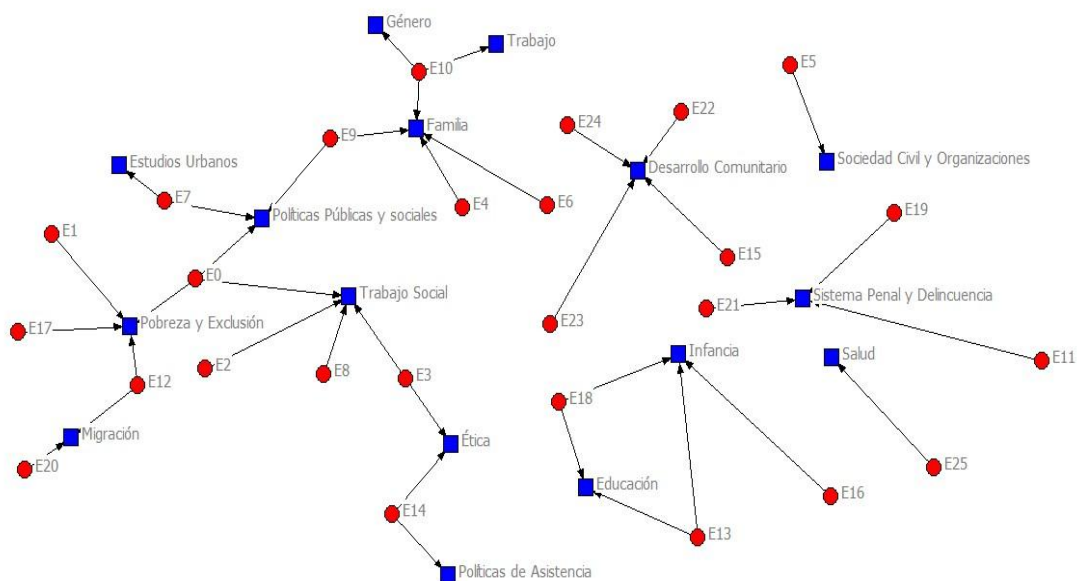 Género
Trabajo
E10
E5
E9
Familia
E24
E22
Estudios Urbanos
Desarrollo Comunitario
Sociedad Civil y Organizaciones
E7
E4
E6
E19
E1
Políticas Públicas y sociales
E15
E0
Trabajo Social
E21
Sistema Penal y Delincuencia
E17
Pobreza y Exclusión
E23
Infancia
Salud
E11
E2
E8
E3
E12
E18
Migración
Ética
E20
Educación
E25
E16
E14
E13
Políticas de Asistencia